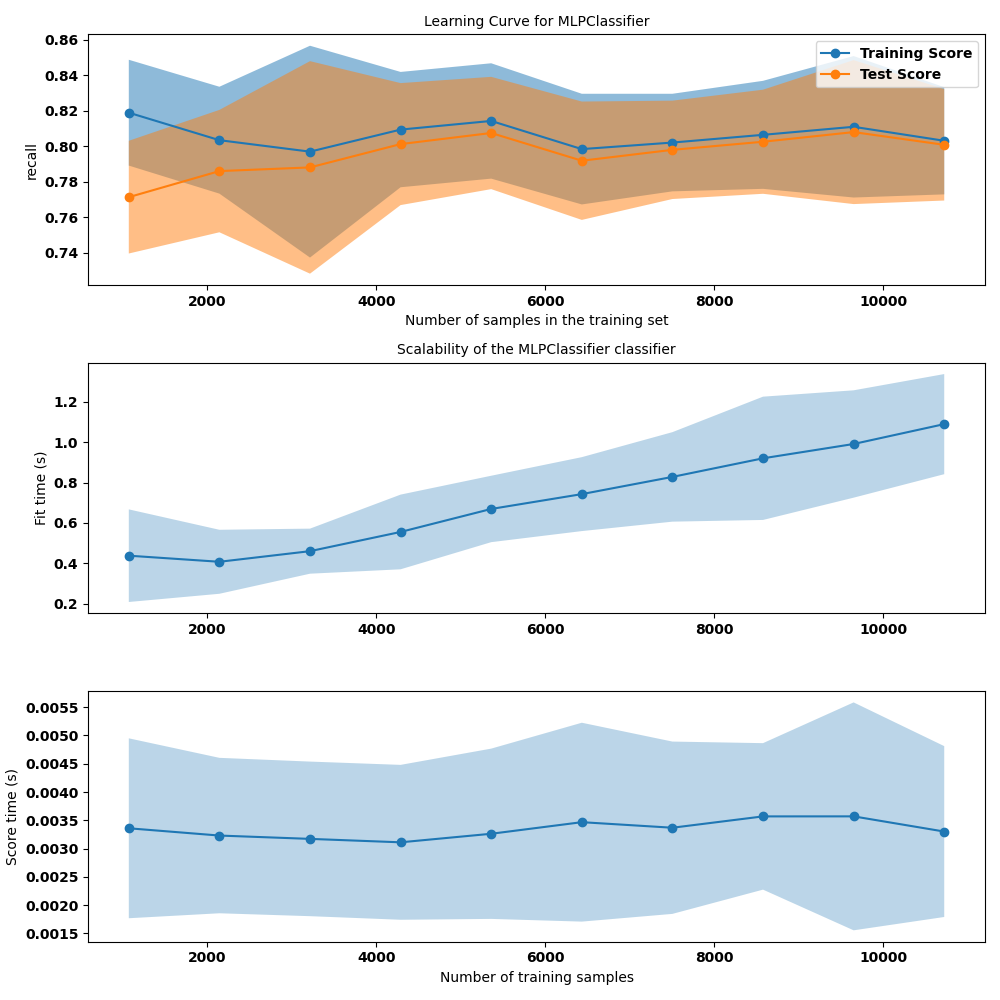 Learning Curve for MLPClassifier
0.86
0.84
0.82
0.80
0.78
0.76
0.74
recall
Training Score
Test Score
2000 4000 6000 8000 10000
Number of samples in the training set
Scalability of the MLPClassifier classifier
1.2
1.0
0.8
0.6
0.4
0.2
Fit time (s)
2000 4000 6000 8000 10000
0.0055
0.0050
0.0045
0.0040
0.0035
0.0030
0.0025
0.0020
0.0015
Score time (s)
2000 4000 6000 8000 10000
Number of training samples